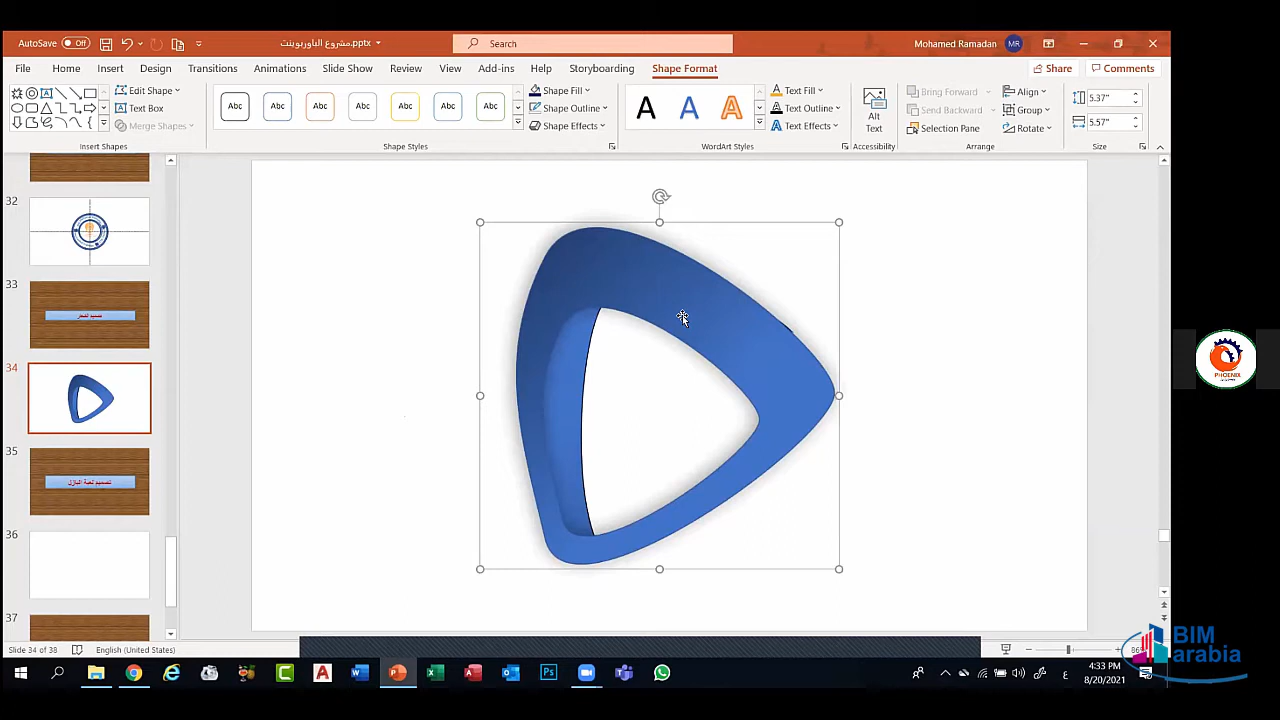 AutoSave Off
مشروع الباوربوينت.pptx
Search
Mohamed Ramadan MR
File Home Insert Design Transitions Animations Slide Show Review View Add-ins Help Storyboarding Shape Format Share Comments
Edit Shape
Text Box
Merge Shapes
Insert Shapes
Abc Abc Abc Abc Abc Abc Abc
Shape Fill
Shape Outline
Shape Effects
Shape Styles
A A A
Text Fill
Text Outline
Text Effects
WordArt Styles
Alt
Text
Accessibility
Bring Forward
Send Backward
Selection Pane
Align
Group
Rotate
Arrange
5.37"
5.57"
Size
32
33
34
35
تصميم لعبة البازل
36
37
PHOENIX
Slide 34 of 38
English (United States)
BIM
arabia
4:33 PM
8/20/2021